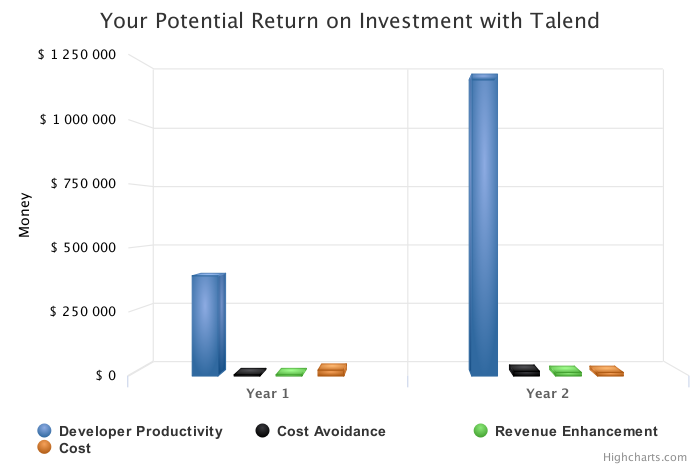 Your Potential Return on Investment with Talend
$ 1 250 000
$ 1 000 000
$ 750 000
$ 500 000
$ 250 000
$ 0
Money
Year 1
Year 2
Developer Productivity
Cost Avoidance
Revenue Enhancement
Cost
Highcharts.com